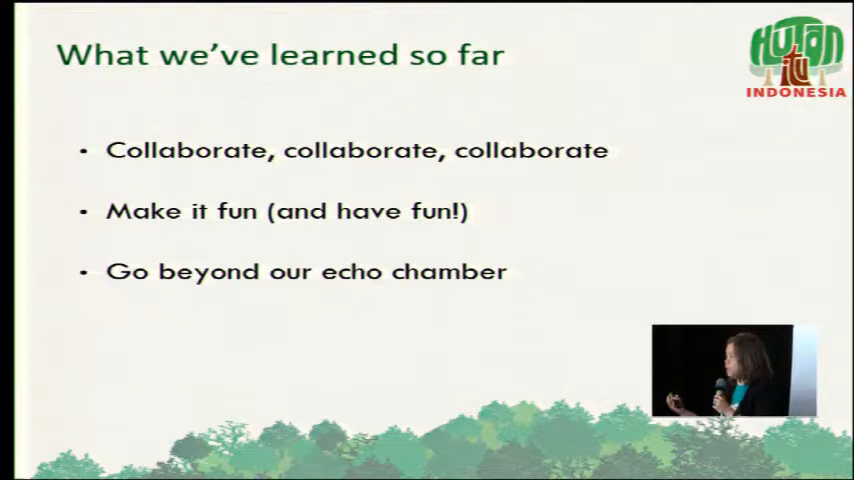 What we've learned so far
HUTAN
itu
INDONESIA
• Collaborate, collaborate, collaborate
• Make it fun (and have fun!)
• Go beyond our echo chamber